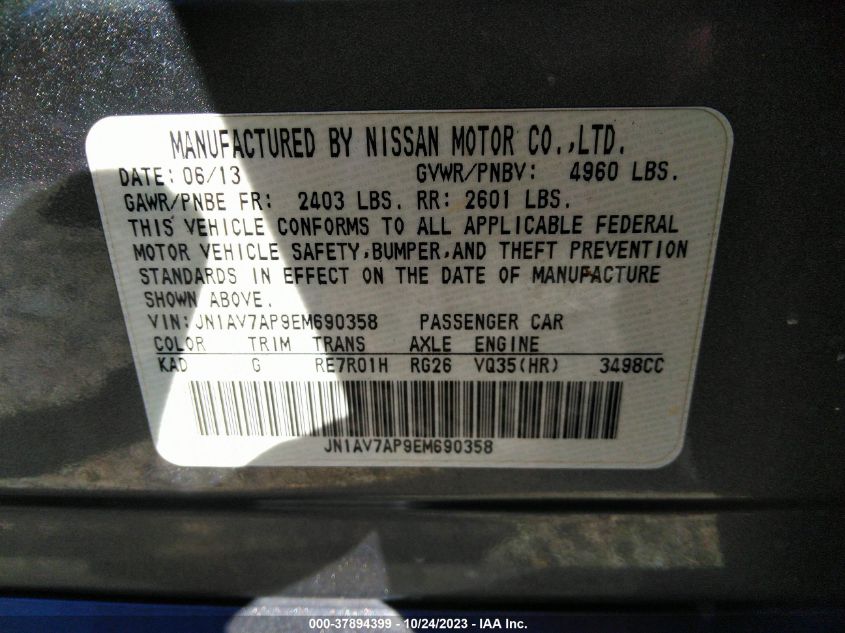 MANUFACTURED BY NISSAN MOTOR CO.,LTD.
DATE: 06/13 GVWR/PNBV: 4960 LBS.
GAWR/PNBE FR: 2403 LBS. RR: 2601 LBS.
THIS VEHICLE CONFORMS TO ALL APPLICABLE FEDERAL
MOTOR VEHICLE SAFETY,BUMPER,AND THEFT PREVENTION
STANDARDS IN EFFECT ON THE DATE OF MANUFACTURE
SHOWN ABOVE.
VIN:JN1AV7AP9EM690358 PASSENGER CAR
COLOR TRIM TRANS AXLE ENGINE
KAD G RE7R01H RG26 VQ35(HR) 3498CC
JN1AV7AP9EM690358
000-37894399 - 10/24/2023 - IAA Inc.